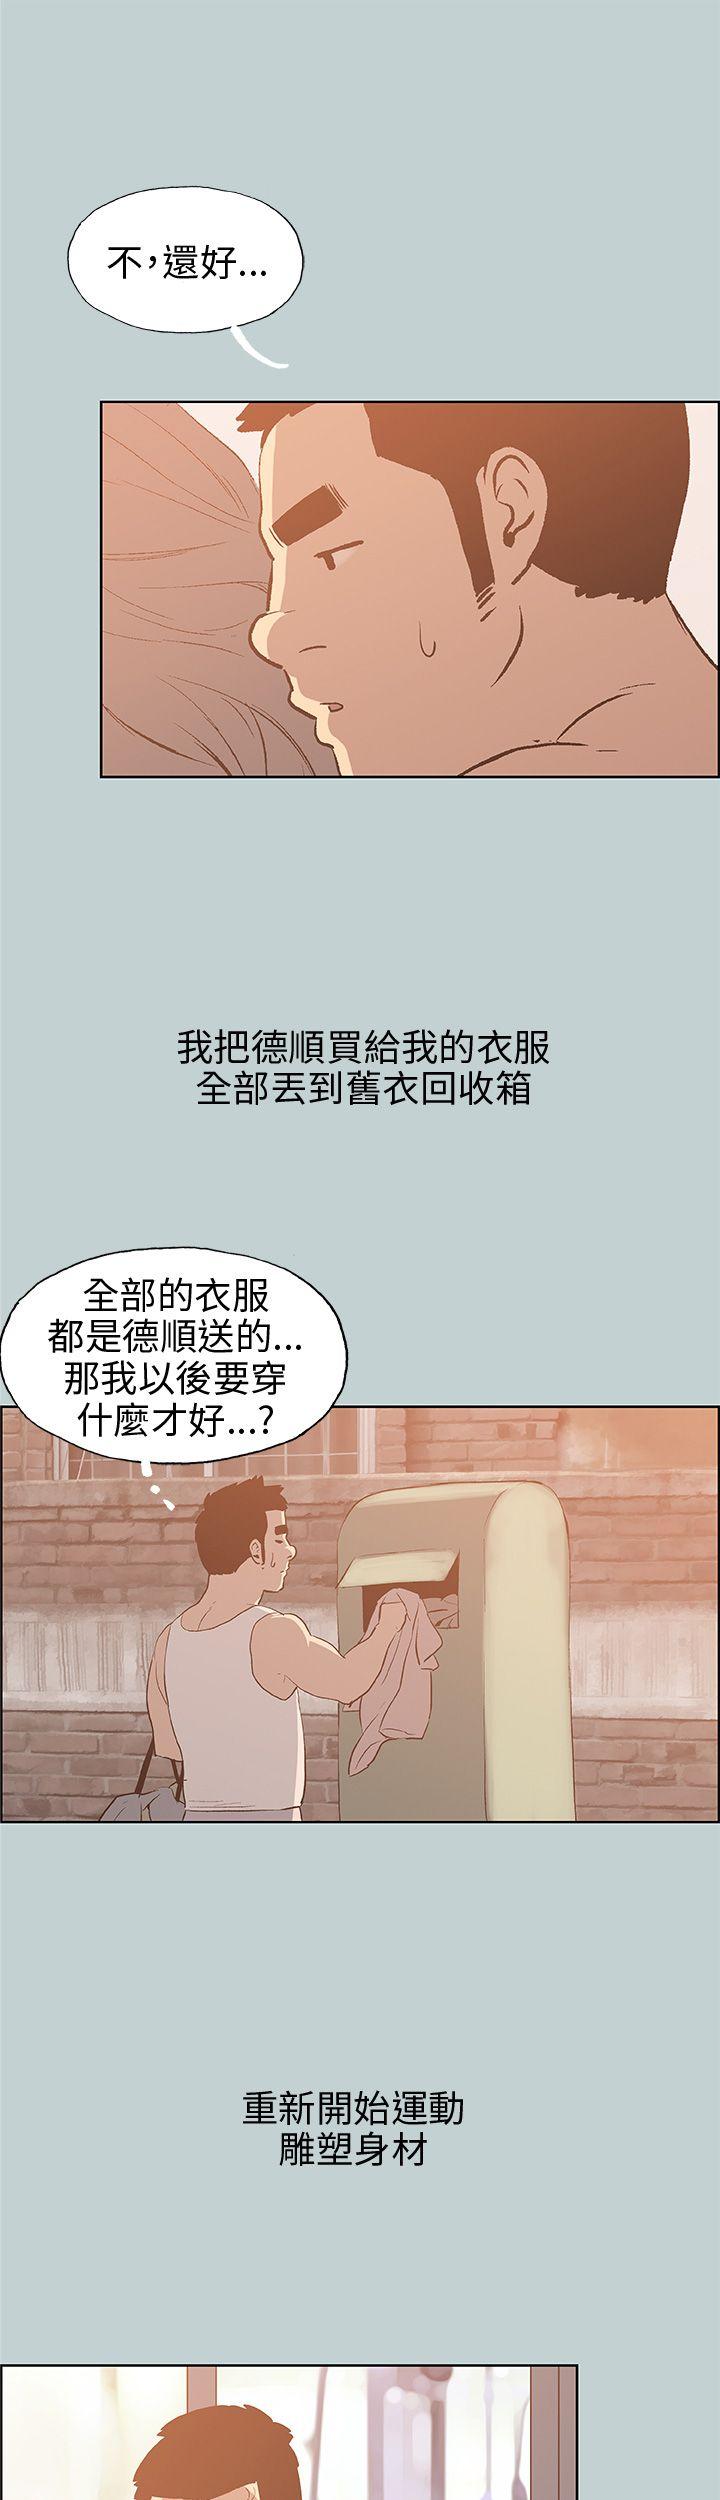 不，還好...
我把德順買給我的衣服
全部丟到舊衣回收箱
全部的衣服
都是德順送的...
那我以後要穿
什麼才好...?
重新開始運動
雕塑身材